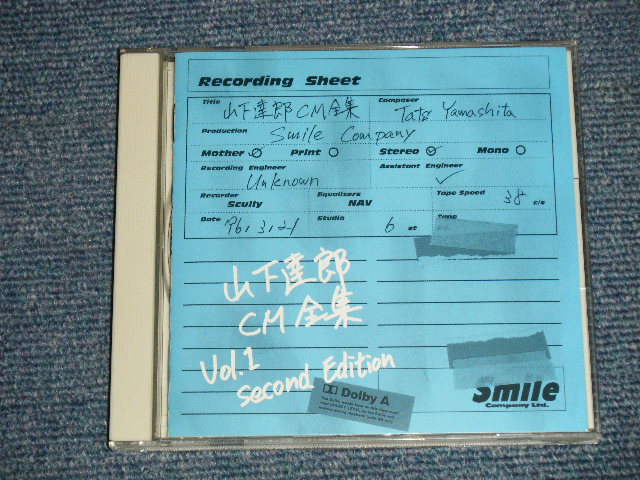 Recording Sheet
Title 山下達郎 CM全集 Composer Tats Yamashita
Production Smile Company
Mother Print Stereo Mono
Recording Engineer Unknown Assistant Engineer
Recorder Scully Equalizers NAV Tape Speed 38 c/s
Date '96. 3. 21 Studio 6 st Tape
山下達郎
CM全集
Vol.1
Second Edition
Dolby A
Smile
Company Ltd.